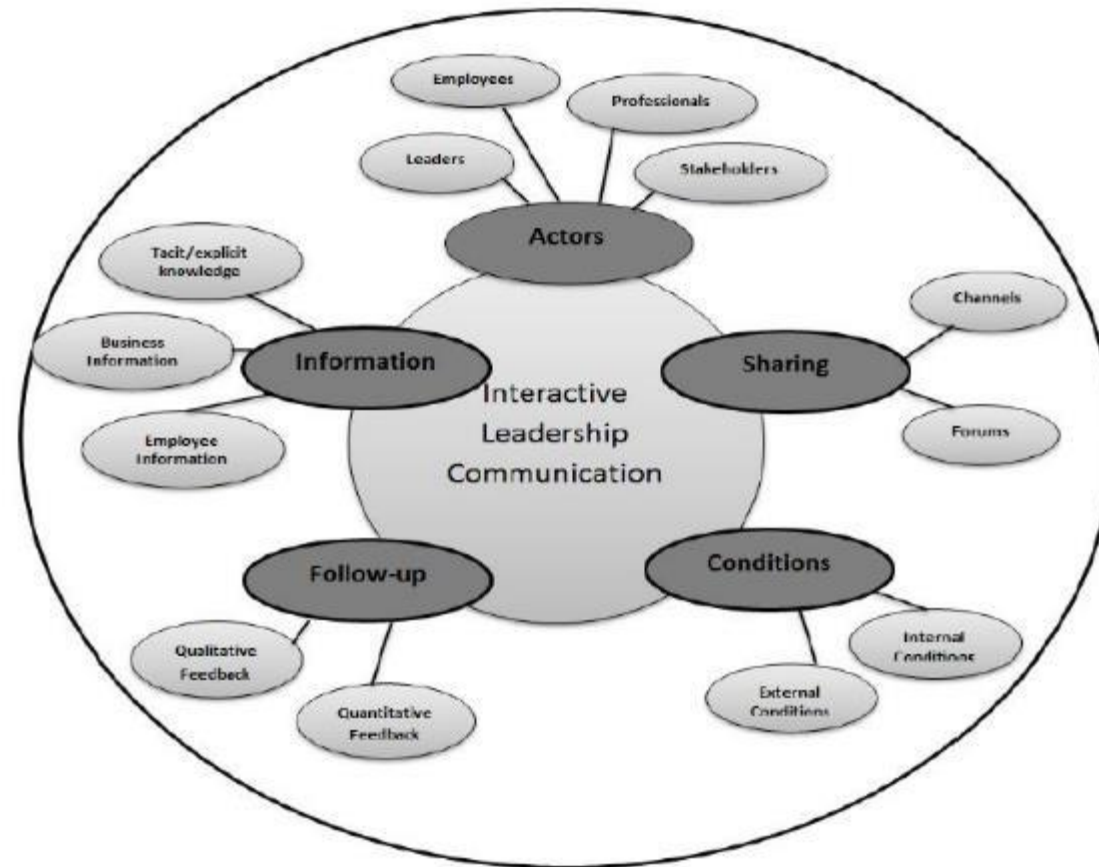 Employees
Professionals
Leaders
Stakeholders
Actors
Tacit/explicit
knowledge
Channels
Business
Information
Information
Sharing
Interactive
Leadership
Communication
Employee
Information
Forums
Follow-up
Conditions
Qualitative
Feedback
Internal
Conditions
Quantitative
Feedback
External
Conditions